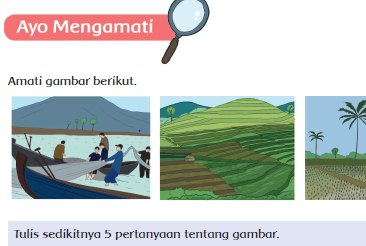 Ayo Mengamati
Amati gambar berikut.
Tulis sedikitnya 5 pertanyaan tentang gambar.